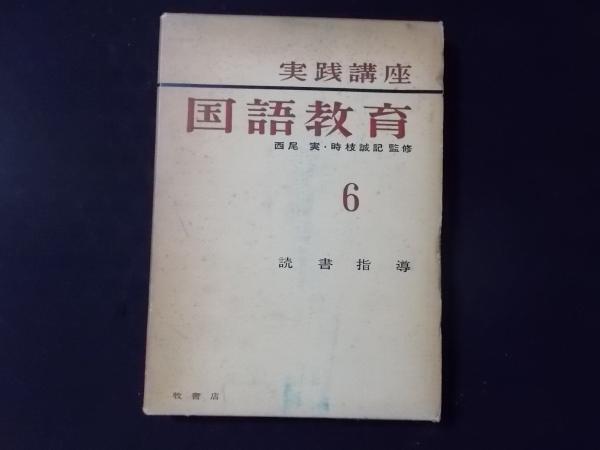 実践講座
国語教育
西尾 実・時枝誠記 監修
6
読書指導
牧書店